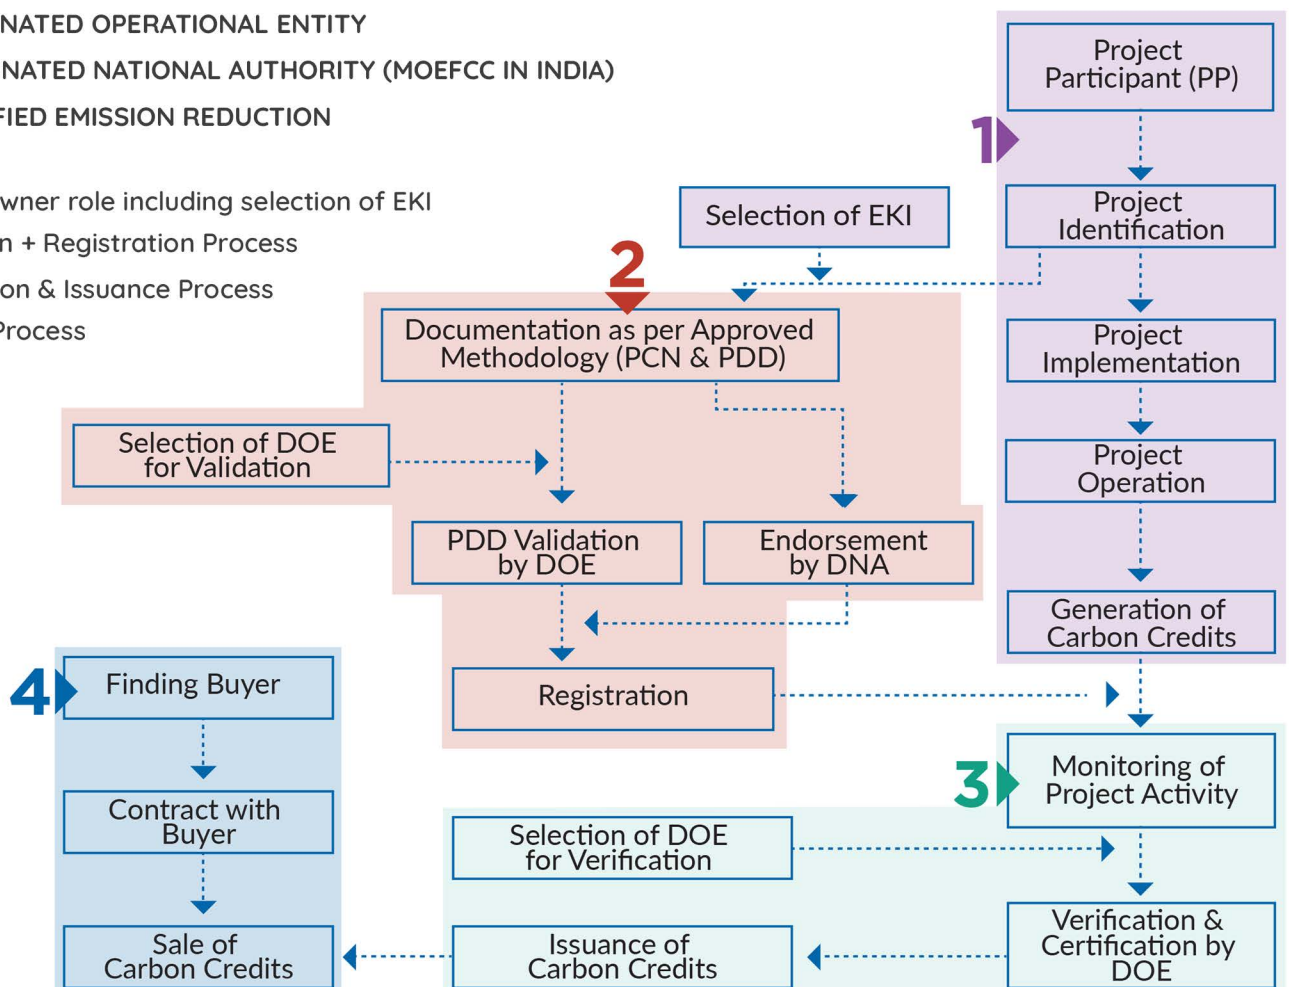 NATED OPERATIONAL ENTITY
NATED NATIONAL AUTHORITY (MOEFCC IN INDIA)
FIED EMISSION REDUCTION
wner role including selection of EKI
n + Registration Process
on & Issuance Process
Process
Project
Participant (PP)
1
Project
Identification
Selection of EKI
2
Documentation as per Approved
Methodology (PCN & PDD)
Project
Implementation
Selection of DOE
for Validation
Project
Operation
PDD Validation
by DOE
Endorsement
by DNA
Generation of
Carbon Credits
Registration
4
Finding Buyer
3
Monitoring of
Project Activity
Contract with
Buyer
Selection of DOE
for Verification
Sale of
Carbon Credits
Issuance of
Carbon Credits
Verification &
Certification by
DOE